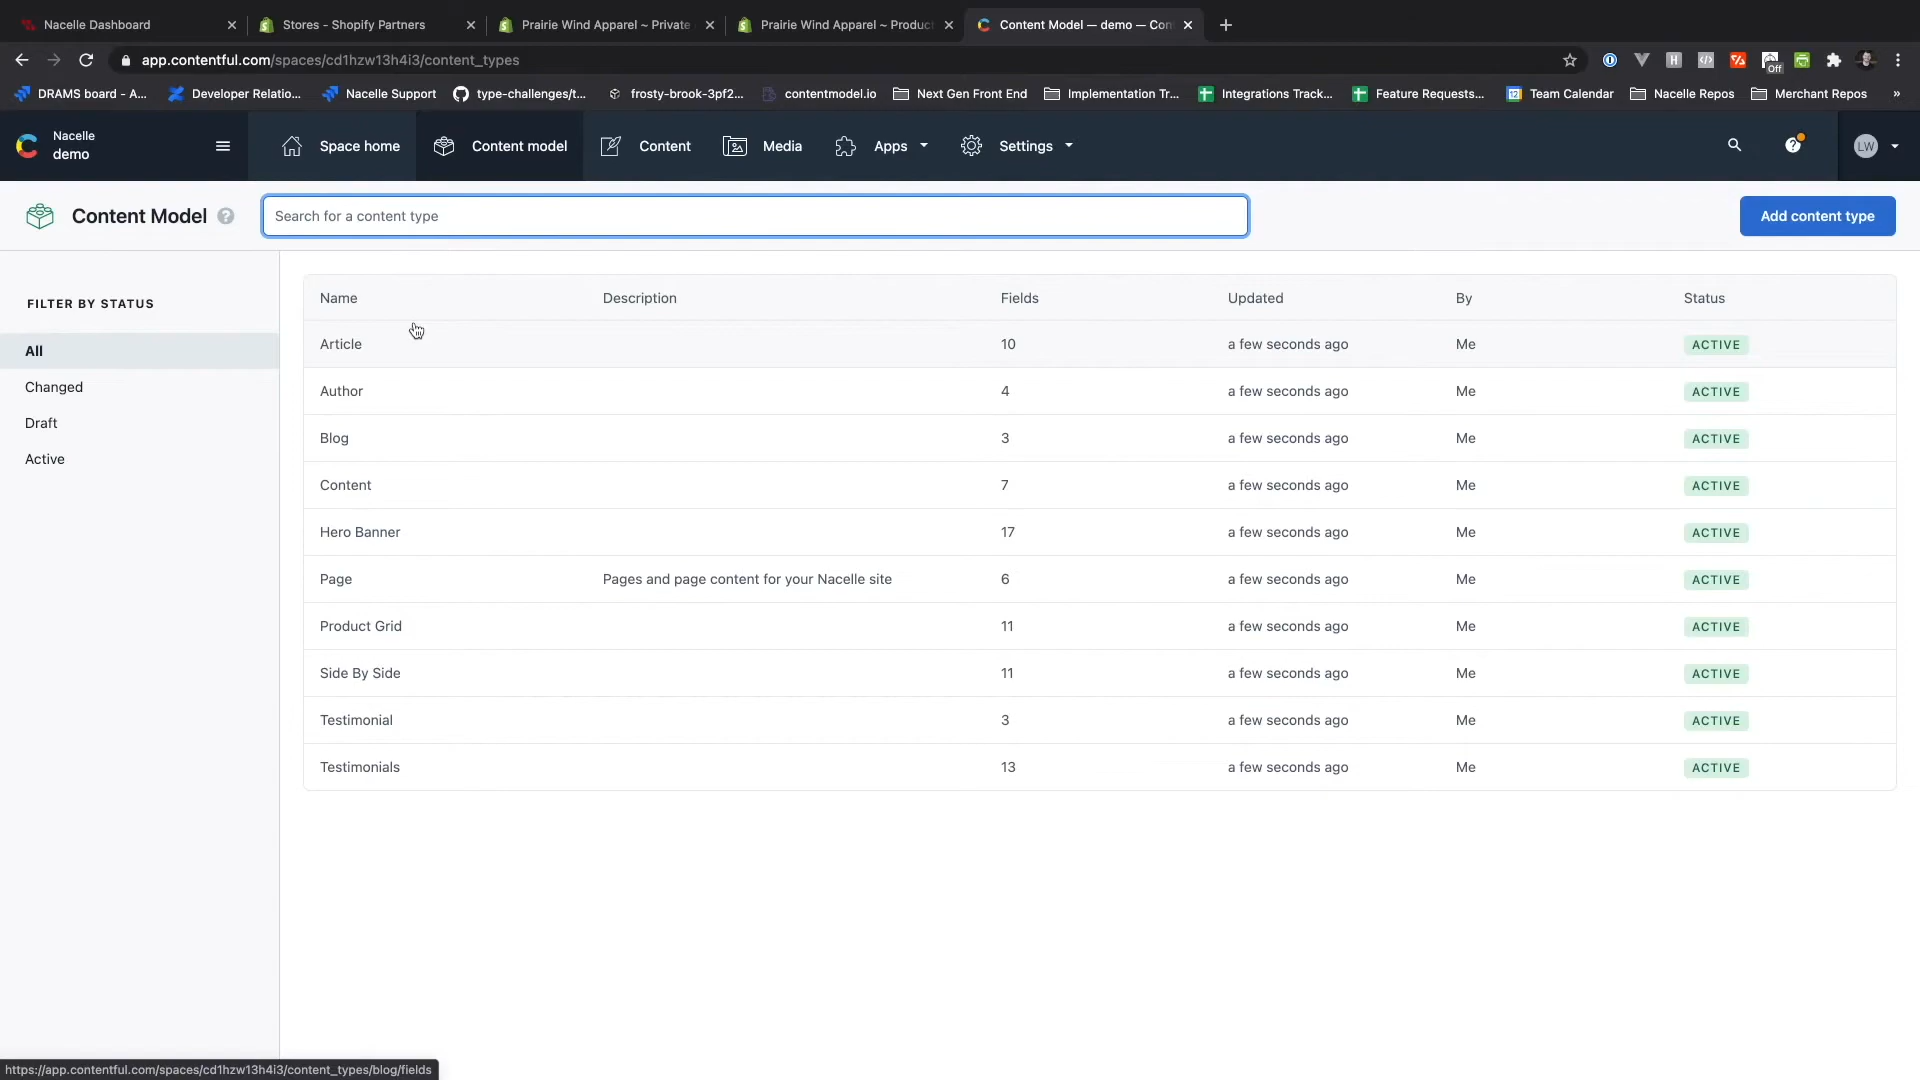 Nacelle Dashboard
Stores - Shopify Partners
Prairie Wind Apparel ~ Private
Prairie Wind Apparel ~ Product
Content Model — demo — Con
app.contentful.com/spaces/cd1hzw13h4i3/content_types
Off
DRAMS board - A...
Developer Relatio...
Nacelle Support
type-challenges/t...
frosty-brook-3pf2...
contentmodel.io
Next Gen Front End
Implementation Tr...
Integrations Track...
Feature Requests...
Team Calendar
Nacelle Repos
Merchant Repos
»
Nacelle
demo
Space home
Content model
Content
Media
Apps
Settings
LW
Content Model
Search for a content type
Add content type
FILTER BY STATUS
All
Changed
Draft
Active
Name Description Fields Updated By Status
Article 10 a few seconds ago Me ACTIVE
Author 4 a few seconds ago Me ACTIVE
Blog 3 a few seconds ago Me ACTIVE
Content 7 a few seconds ago Me ACTIVE
Hero Banner 17 a few seconds ago Me ACTIVE
Page Pages and page content for your Nacelle site 6 a few seconds ago Me ACTIVE
Product Grid 11 a few seconds ago Me ACTIVE
Side By Side 11 a few seconds ago Me ACTIVE
Testimonial 3 a few seconds ago Me ACTIVE
Testimonials 13 a few seconds ago Me ACTIVE
https://app.contentful.com/spaces/cd1hzw13h4i3/content_types/blog/fields